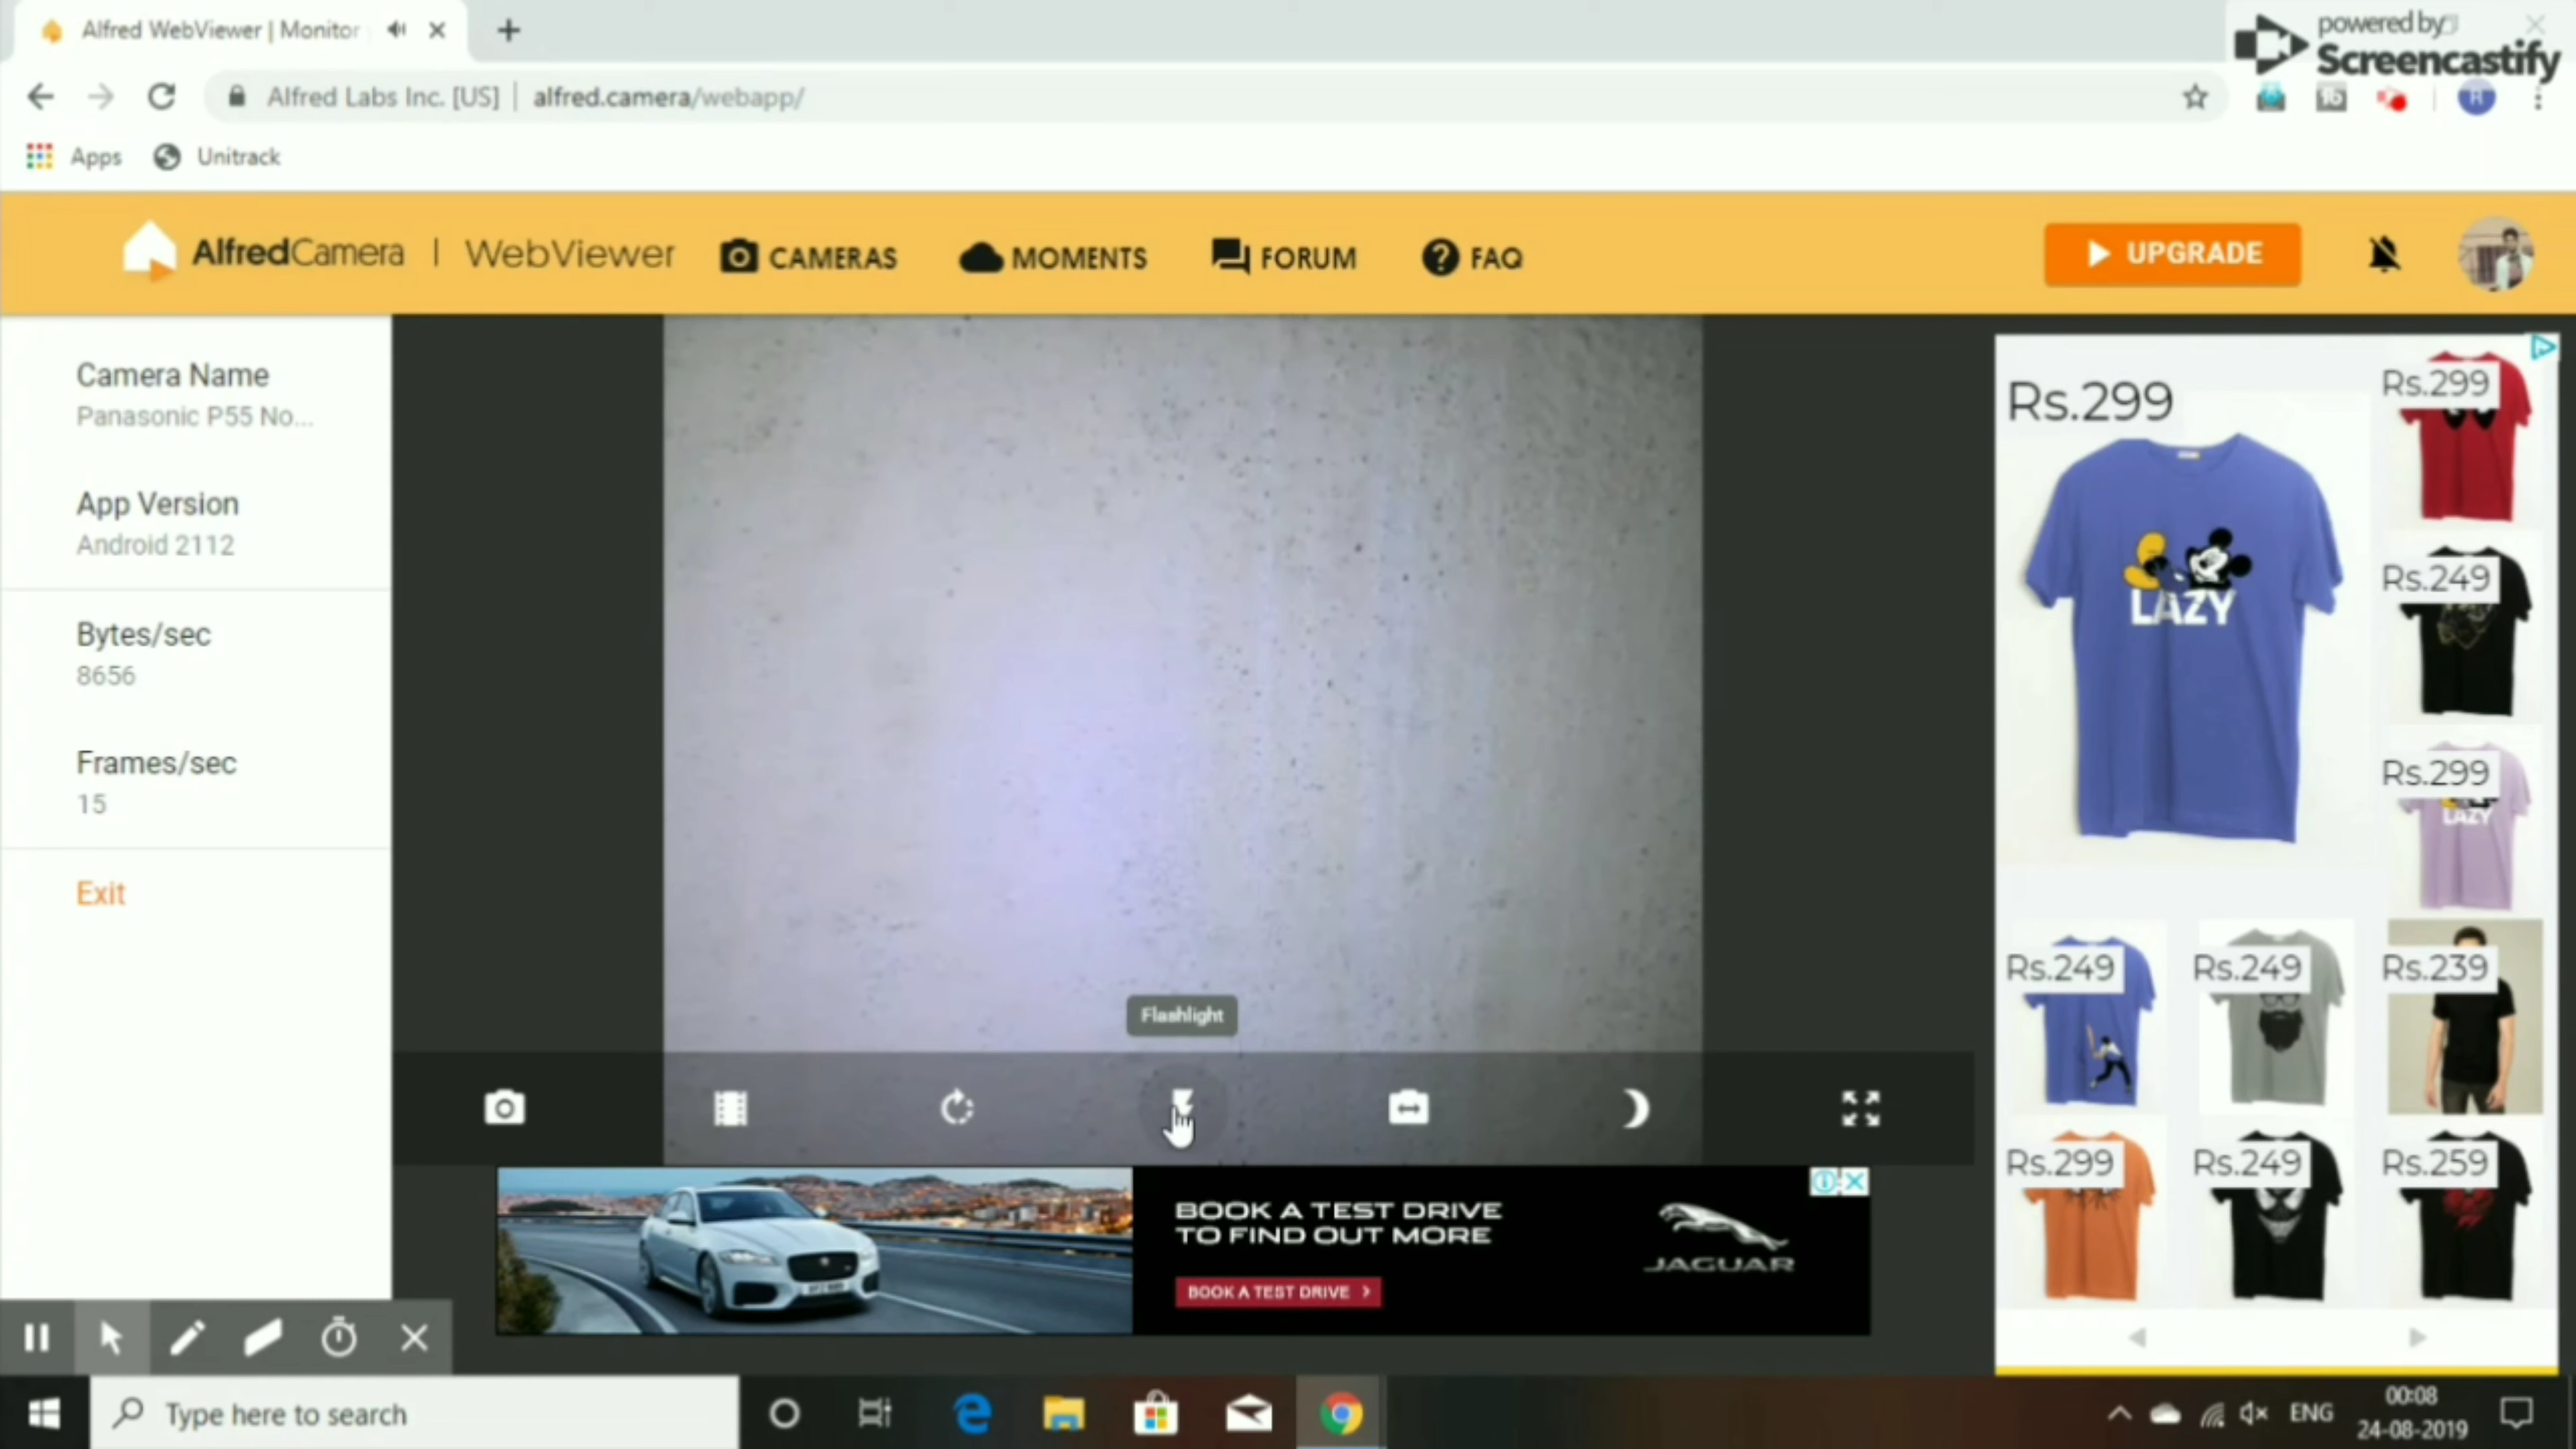 Alfred WebViewer | Monitor
powered by
Screencastify
Alfred Labs Inc. [US] | alfred.camera/webapp/
Apps
Unitrack
AlfredCamera | WebViewer
CAMERAS
MOMENTS
FORUM
FAQ
UPGRADE
Camera Name
Panasonic P55 No...
App Version
Android 2112
Bytes/sec
8656
Frames/sec
15
Exit
Flashlight
Rs.299
LAZY
Rs.299
Rs.249
Rs.299
LAZY
Rs.249
Rs.249
Rs.239
Rs.299
Rs.249
Rs.259
BOOK A TEST DRIVE
TO FIND OUT MORE
BOOK A TEST DRIVE
JAGUAR
Type here to search
ENG
00:08
24-08-2019